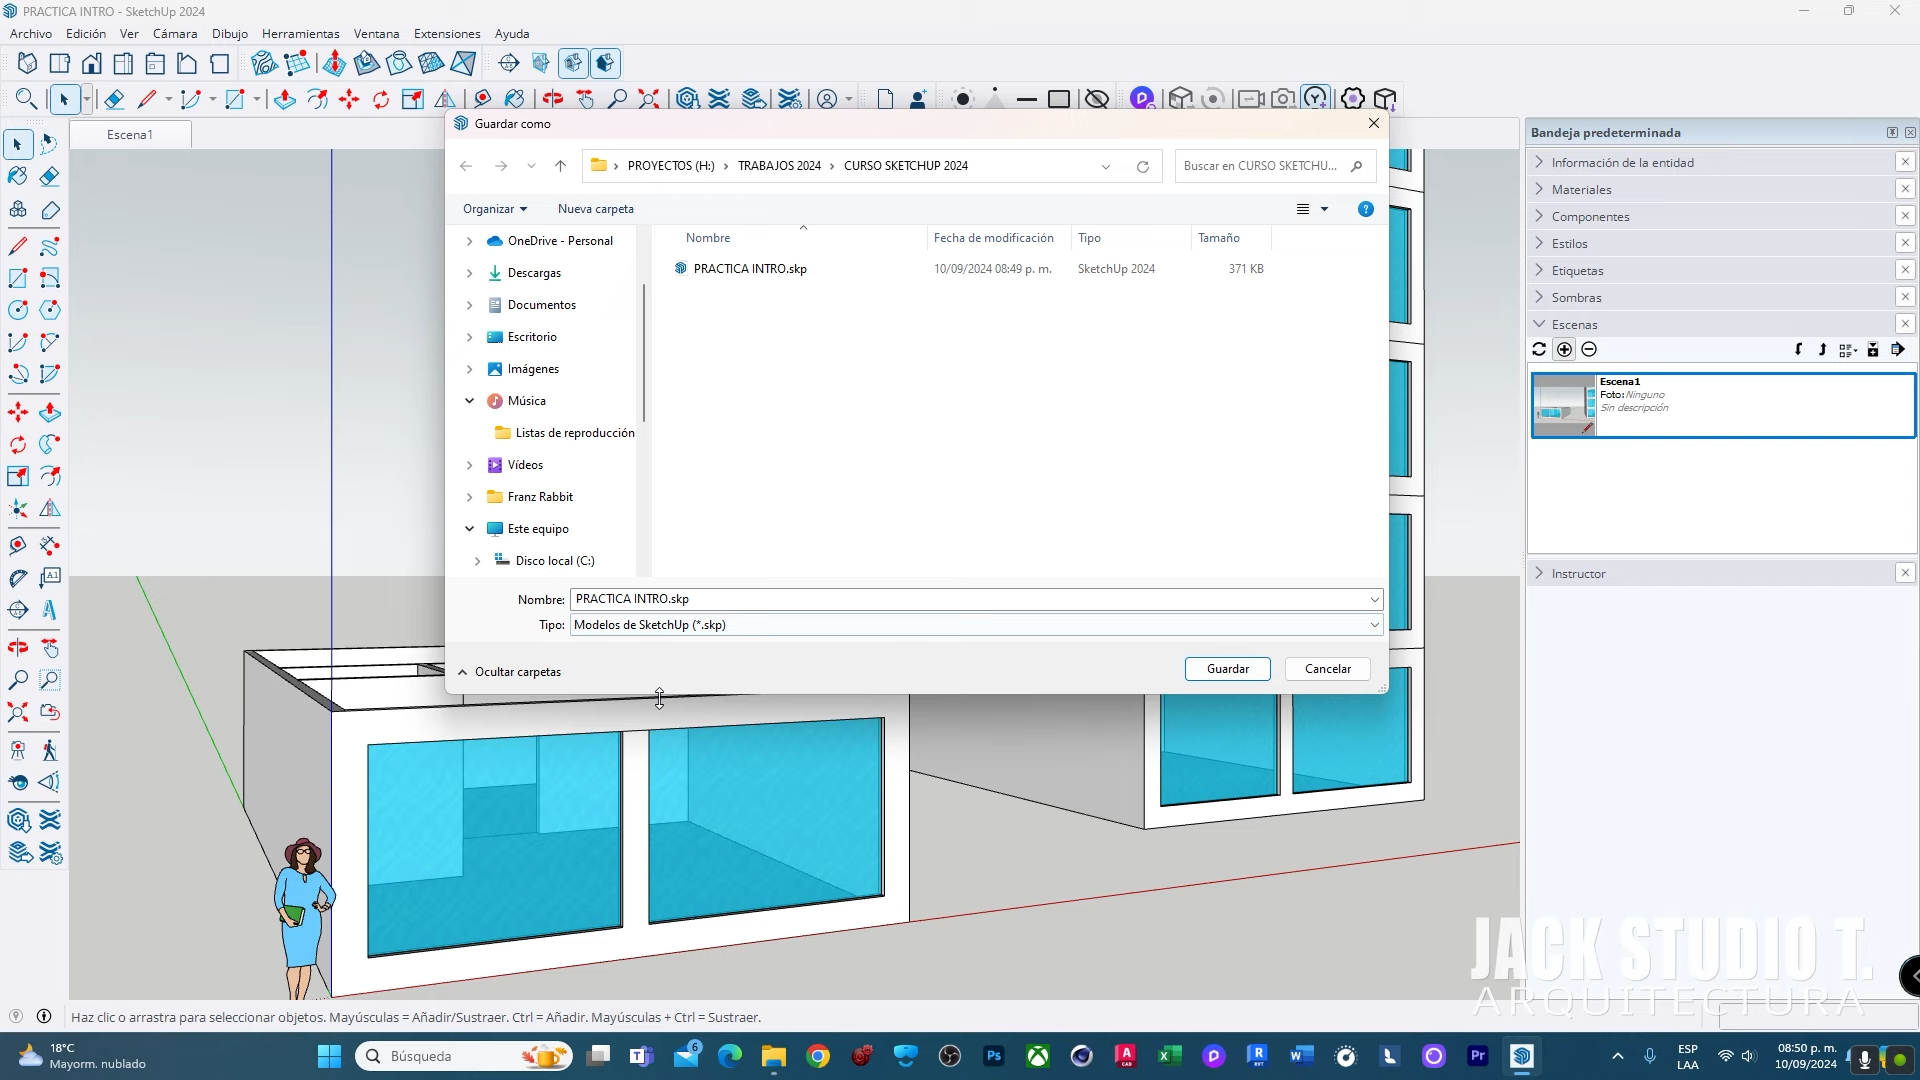 PRACTICA INTRO - SketchUp 2024
Archivo Edición Ver Cámara Dibujo Herramientas Ventana Extensiones Ayuda
Escena1
Guardar como
PROYECTOS (H:) > TRABAJOS 2024 > CURSO SKETCHUP 2024
Buscar en CURSO SKETCHU...
Organizar
Nueva carpeta
OneDrive - Personal
Descargas
Documentos
Escritorio
Imágenes
Música
Listas de reproducción
Vídeos
Franz Rabbit
Este equipo
Disco local (C:)
Nombre Fecha de modificación Tipo Tamaño
PRACTICA INTRO.skp 10/09/2024 08:49 p. m. SketchUp 2024 371 KB
Nombre: PRACTICA INTRO.skp
Tipo: Modelos de SketchUp (*.skp)
Ocultar carpetas
Guardar
Cancelar
Bandeja predeterminada
Información de la entidad
Materiales
Componentes
Estilos
Etiquetas
Sombras
Escenas
Escena1
Foto: Ninguno
Sin descripción
Instructor
JACK STUDIO T.
ARQUITECTURA
Haz clic o arrastra para seleccionar objetos. Mayúsculas = Añadir/Sustraer. Ctrl = Añadir. Mayúsculas + Ctrl = Sustraer.
18°C
Mayorm. nublado
Búsqueda
6
Ps
Pr
ESP
LAA
08:50 p. m.
10/09/2024